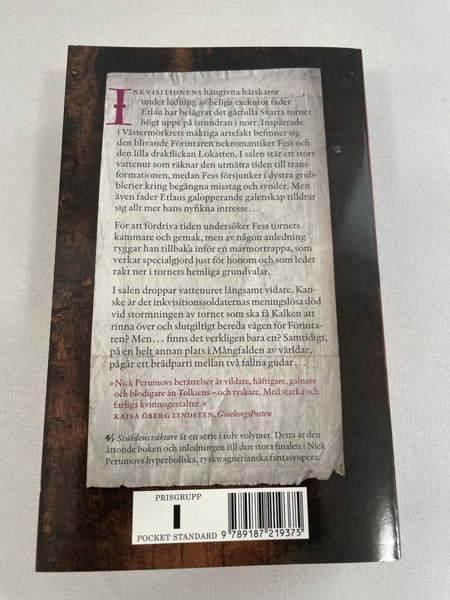 INKVISITIONENS hängivna härskaror
under ledning av heliga exekutor fader
Etlau har belägrat det gåtfulla Svarta tornet
högt uppe på istundran i norr. Inspärrade
i Västermörkrets mäktiga artefakt befinner sig
den blivande Förintaren nekromantiker Fess och
den lilla drakflickan Lokatten. I salen står ett stort
vattenur som räknar den utmätta tiden till trans-
formationen, medan Fess försjunker i dystra grub-
blerier kring begångna misstag och synder. Men
även fader Etlaus galopperande galenskap tilldrar
sig allt mer hans nyfikna intresse...
För att fördriva tiden undersöker Fess tornets
kammare och gemak, men av någon anledning
ryggar han tillbaka inför en marmortrappa, som
verkar specialgjord just för honom och som leder
rakt ner i tornets hemliga grundvalar.
I salen droppar vattenuret långsamt vidare. Kan-
ske är det inkvisitionssoldaternas meningslösa död
vid stormningen av tornet som ska få Kalken att
rinna över och slutgiltigt bereda vägen för Förinta-
ren? Men... finns det verkligen bara en? Samtidigt,
på en helt annan plats i Mångfalden av världar,
pågår ett brädparti mellan två fallna gudar...
»Nick Perumovs berättelser är vildare, häftigare, galnare
och blodigare än Tolkiens – och ryskare. Med starka och
farliga kvinnogestalter.«
KAJSA ÖBERG LINDSTEN, GöteborgsPosten
Svärdens väktare är en serie i tolv volymer. Detta är den
åttonde boken och inledningen till den stora finalen i Nick
Perumovs hyperboliska, ryskwagnerianska fantasyopera.
PRISGRUPP
I
POCKET STANDARD
9 789187 219375